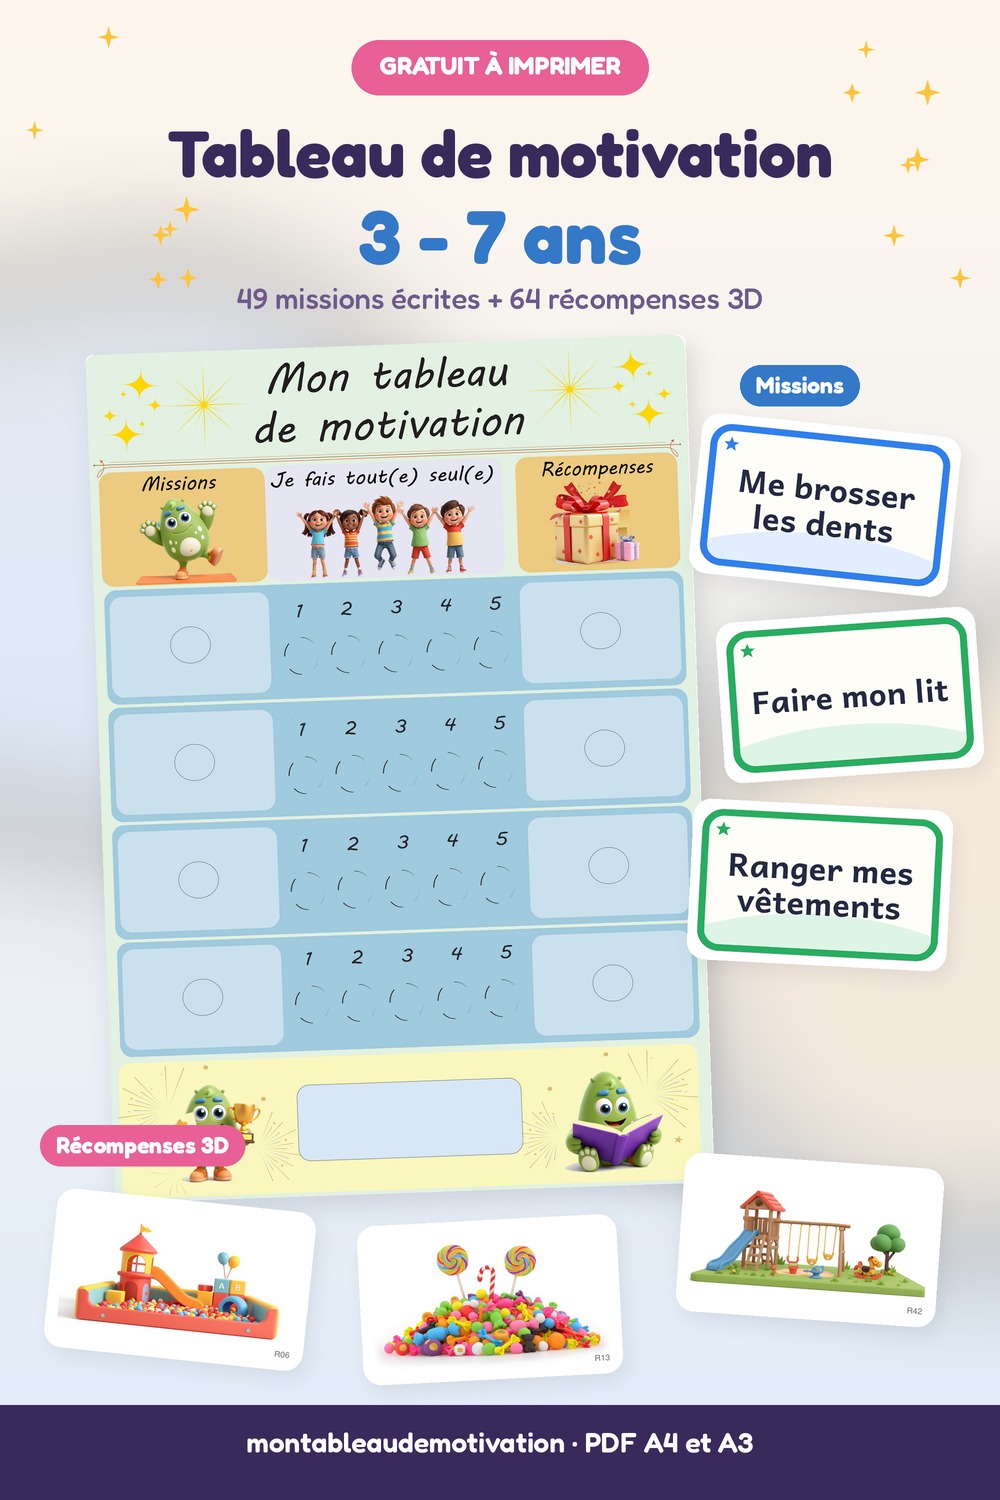 GRATUIT À IMPRIMER
Tableau de motivation
3 - 7 ans
49 missions écrites + 64 récompenses 3D
Mon tableau
de motivation
Missions
Je fais tout(e) seul(e)
Récompenses
1 2 3 4 5
1 2 3 4 5
1 2 3 4 5
1 2 3 4 5
Missions
Me brosser
les dents
Faire mon lit
Ranger mes
vêtements
Récompenses 3D
A B
R06
R13
R42
montableaudemotivation · PDF A4 et A3